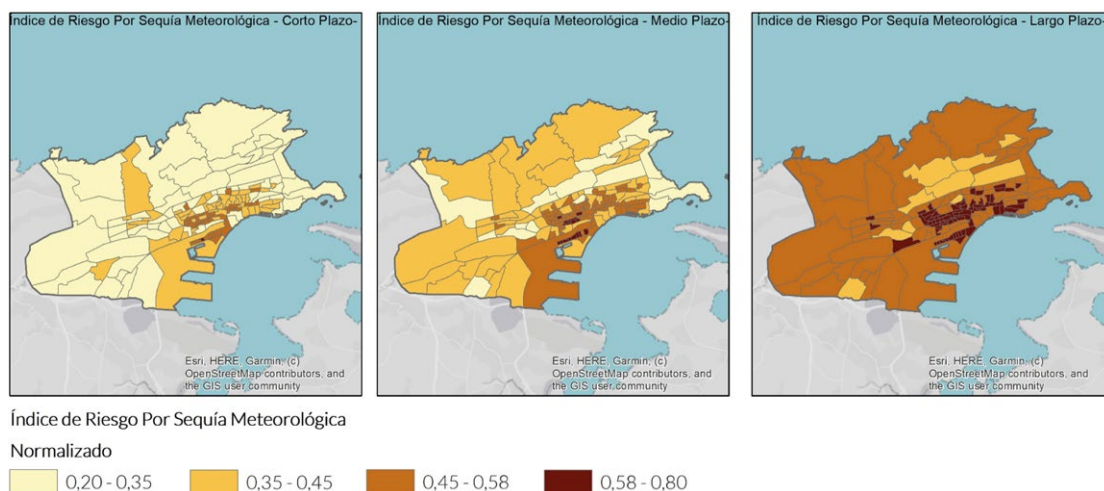 Índice de Riesgo Por Sequía Meteorológica - Corto Plazo-
Índice de Riesgo Por Sequía Meteorológica - Medio Plazo-
Índice de Riesgo Por Sequía Meteorológica - Largo Plazo-
Esri, HERE, Garmin, (c)
OpenStreetMap contributors, and
the GIS user community
Esri, HERE, Garmin, (c)
OpenStreetMap contributors, and
the GIS user community
Esri, HERE, Garmin, (c)
OpenStreetMap contributors, and
the GIS user community
Índice de Riesgo Por Sequía Meteorológica
Normalizado
0,20 - 0,35
0,35 - 0,45
0,45 - 0,58
0,58 - 0,80